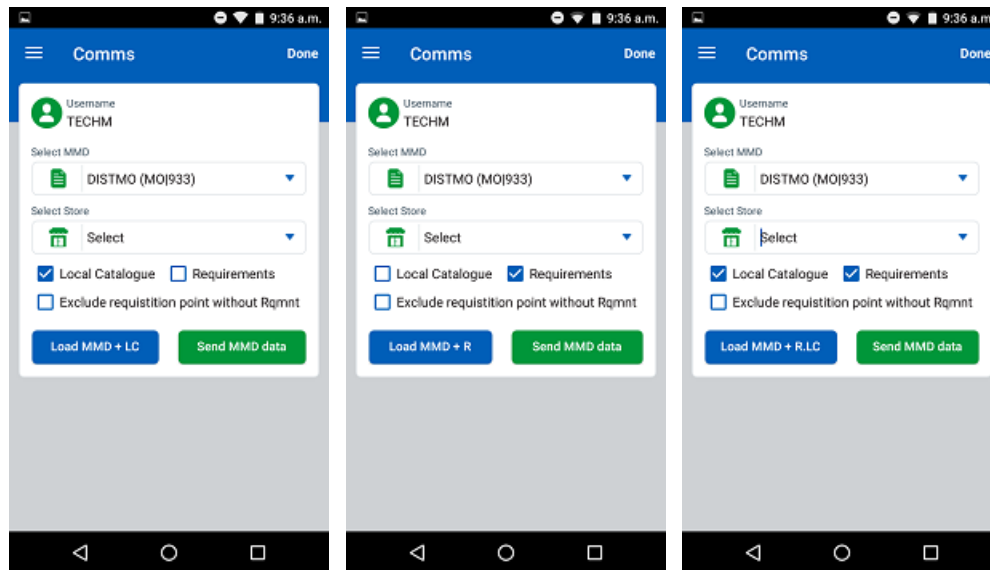 9:36 a.m.
Comms Done
Username
TECHM
Select MMD
DISTMO (MO|933)
Select Store
Select
Local Catalogue Requirements
Exclude requistition point without Rqmnt
Load MMD + LC Send MMD data
9:36 a.m.
Comms Done
Username
TECHM
Select MMD
DISTMO (MO|933)
Select Store
Select
Local Catalogue Requirements
Exclude requistition point without Rqmnt
Load MMD + R Send MMD data
9:36 a.m
Comms Done
Username
TECHM
Select MMD
DISTMO (MO|933)
Select Store
Select
Local Catalogue Requirements
Exclude requistition point without Rqmnt
Load MMD + R.LC Send MMD data